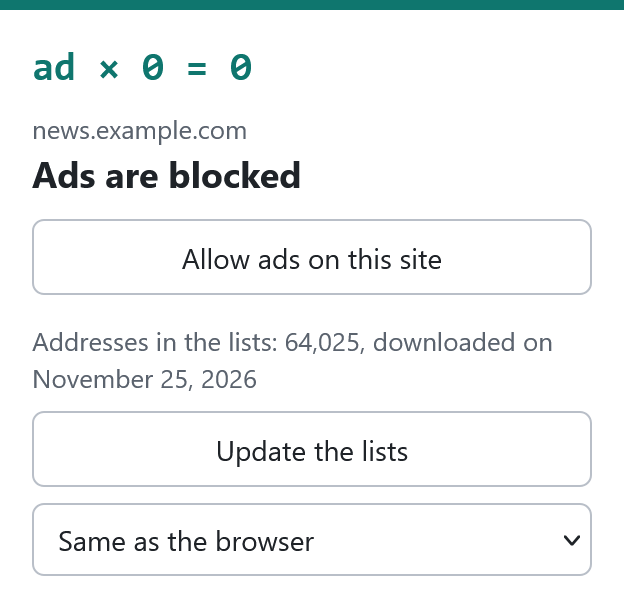 ad × 0 = 0
news.example.com
Ads are blocked
Allow ads on this site
Addresses in the lists: 64,025, downloaded on
November 25, 2026
Update the lists
Same as the browser